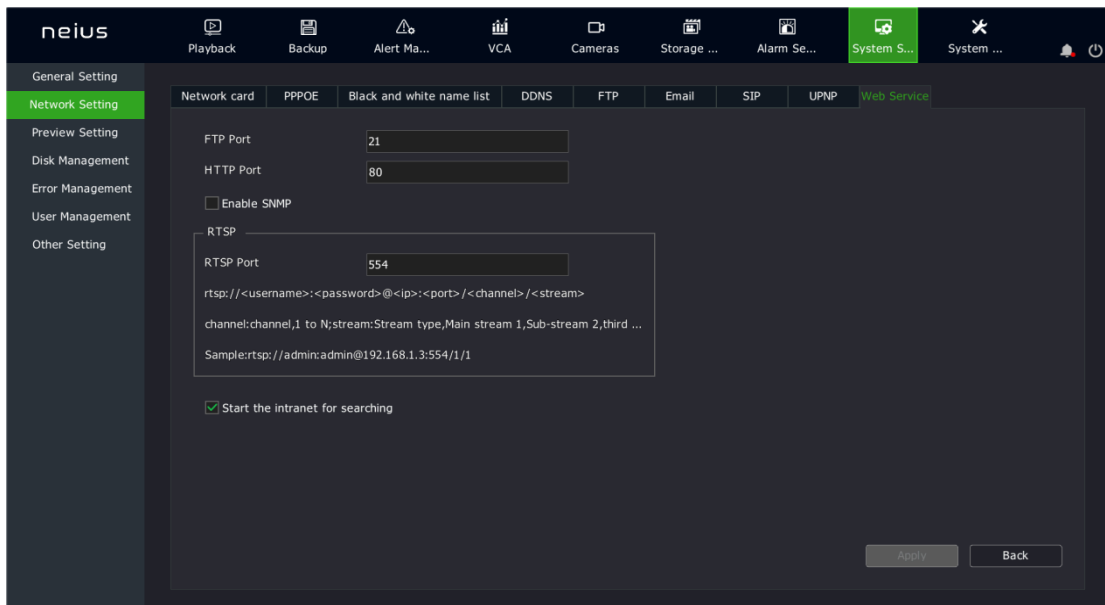 neius
Playback Backup Alert Ma... VCA Cameras Storage ... Alarm Se... System S... System ...
General Setting
Network Setting
Preview Setting
Disk Management
Error Management
User Management
Other Setting
Network card PPPOE Black and white name list DDNS FTP Email SIP UPNP Web Service
FTP Port 21
HTTP Port 80
Enable SNMP
RTSP
RTSP Port 554
rtsp://<username>:<password>@<ip>:<port>/<channel>/<stream>
channel:channel,1 to N;stream:Stream type,Main stream 1,Sub-stream 2,third ...
Sample:rtsp://admin:admin@192.168.1.3:554/1/1
Start the intranet for searching
Apply Back